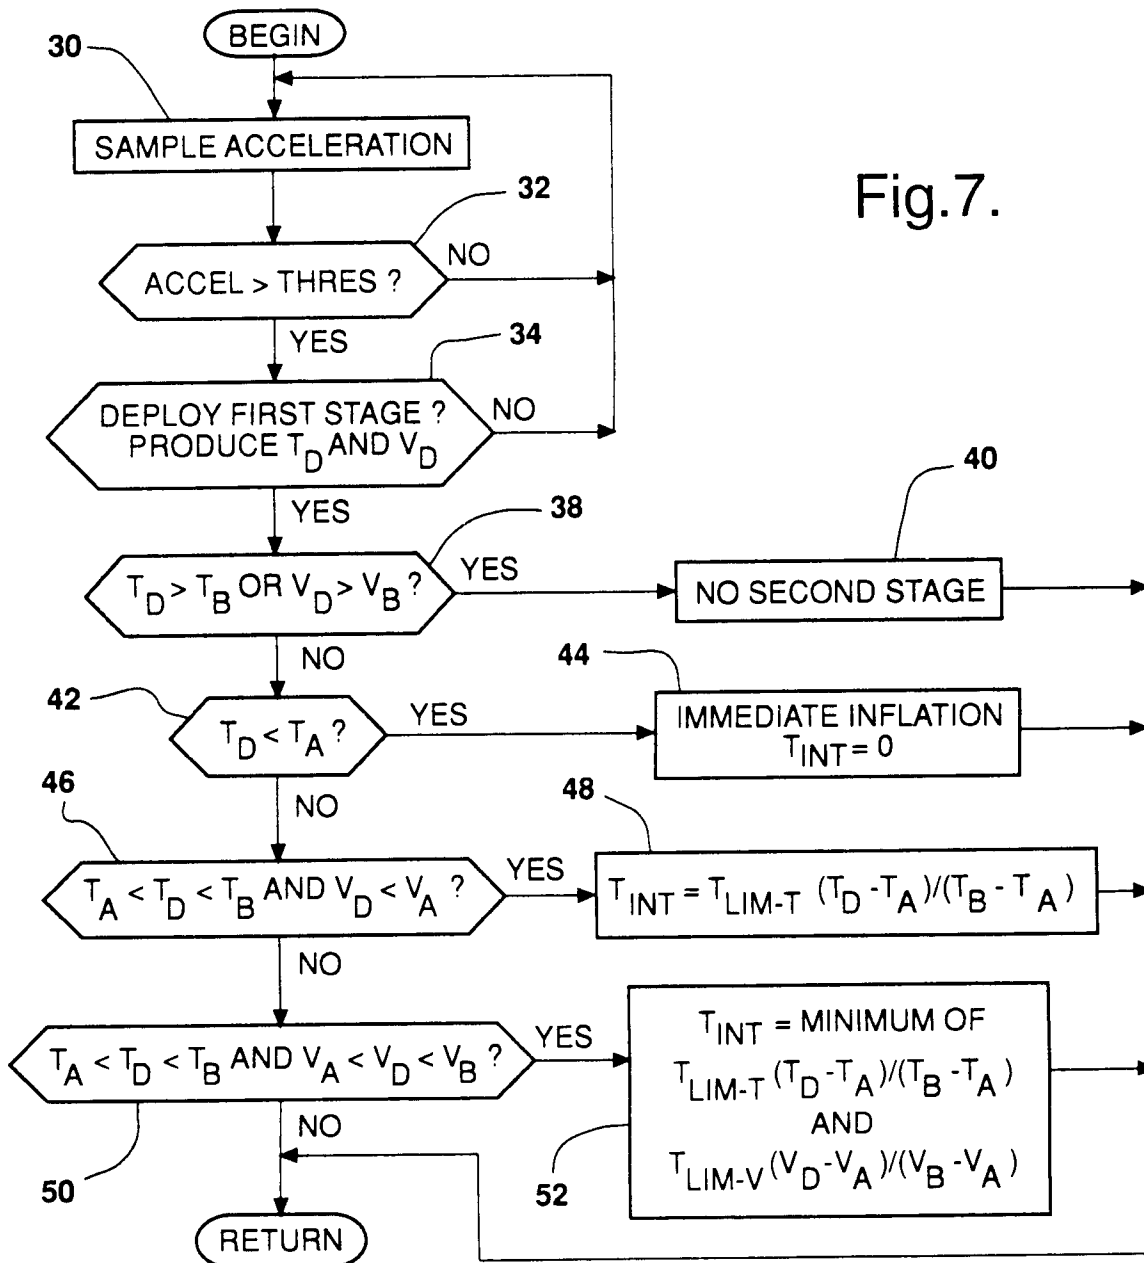 BEGIN
30
SAMPLE ACCELERATION
Fig.7.
32
ACCEL > THRES ?
NO
YES
34
DEPLOY FIRST STAGE ?
PRODUCE T_D AND V_D
NO
YES
38
T_D > T_B OR V_D > V_B ?
YES
40
NO SECOND STAGE
NO
42
T_D < T_A ?
YES
44
IMMEDIATE INFLATION
T_INT = 0
NO
46
T_A < T_D < T_B AND V_D < V_A ?
YES
48
T_INT = T_LIM-T (T_D - T_A)/(T_B - T_A)
NO
T_A < T_D < T_B AND V_A < V_D < V_B ?
YES
50
T_INT = MINIMUM OF
T_LIM-T (T_D - T_A)/(T_B - T_A)
AND
T_LIM-V (V_D - V_A)/(V_B - V_A)
52
NO
RETURN